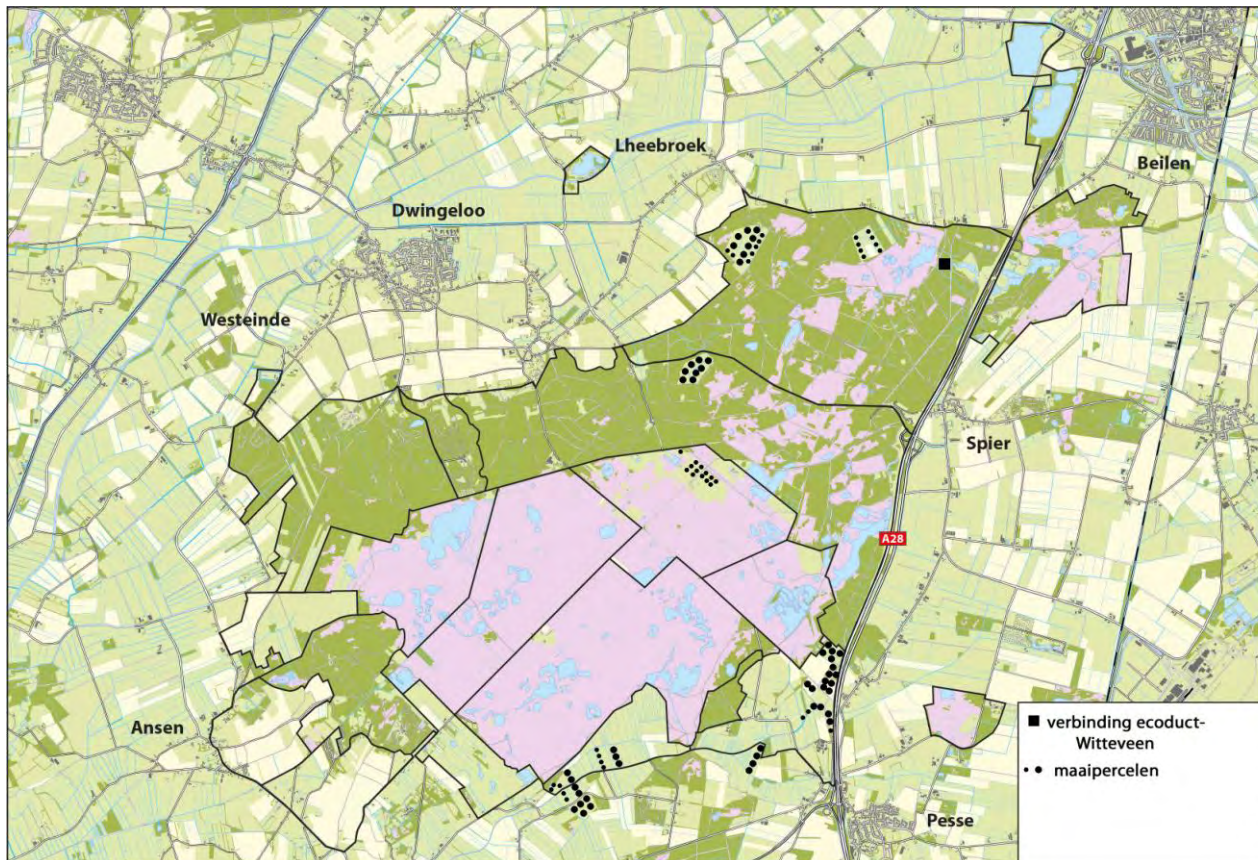 Lheebroek
Beilen
Dwingeloo
Westeinde
Spier
A28
Ansen
Pesse
verbinding ecoduct-
Witteveen
maaipercelen